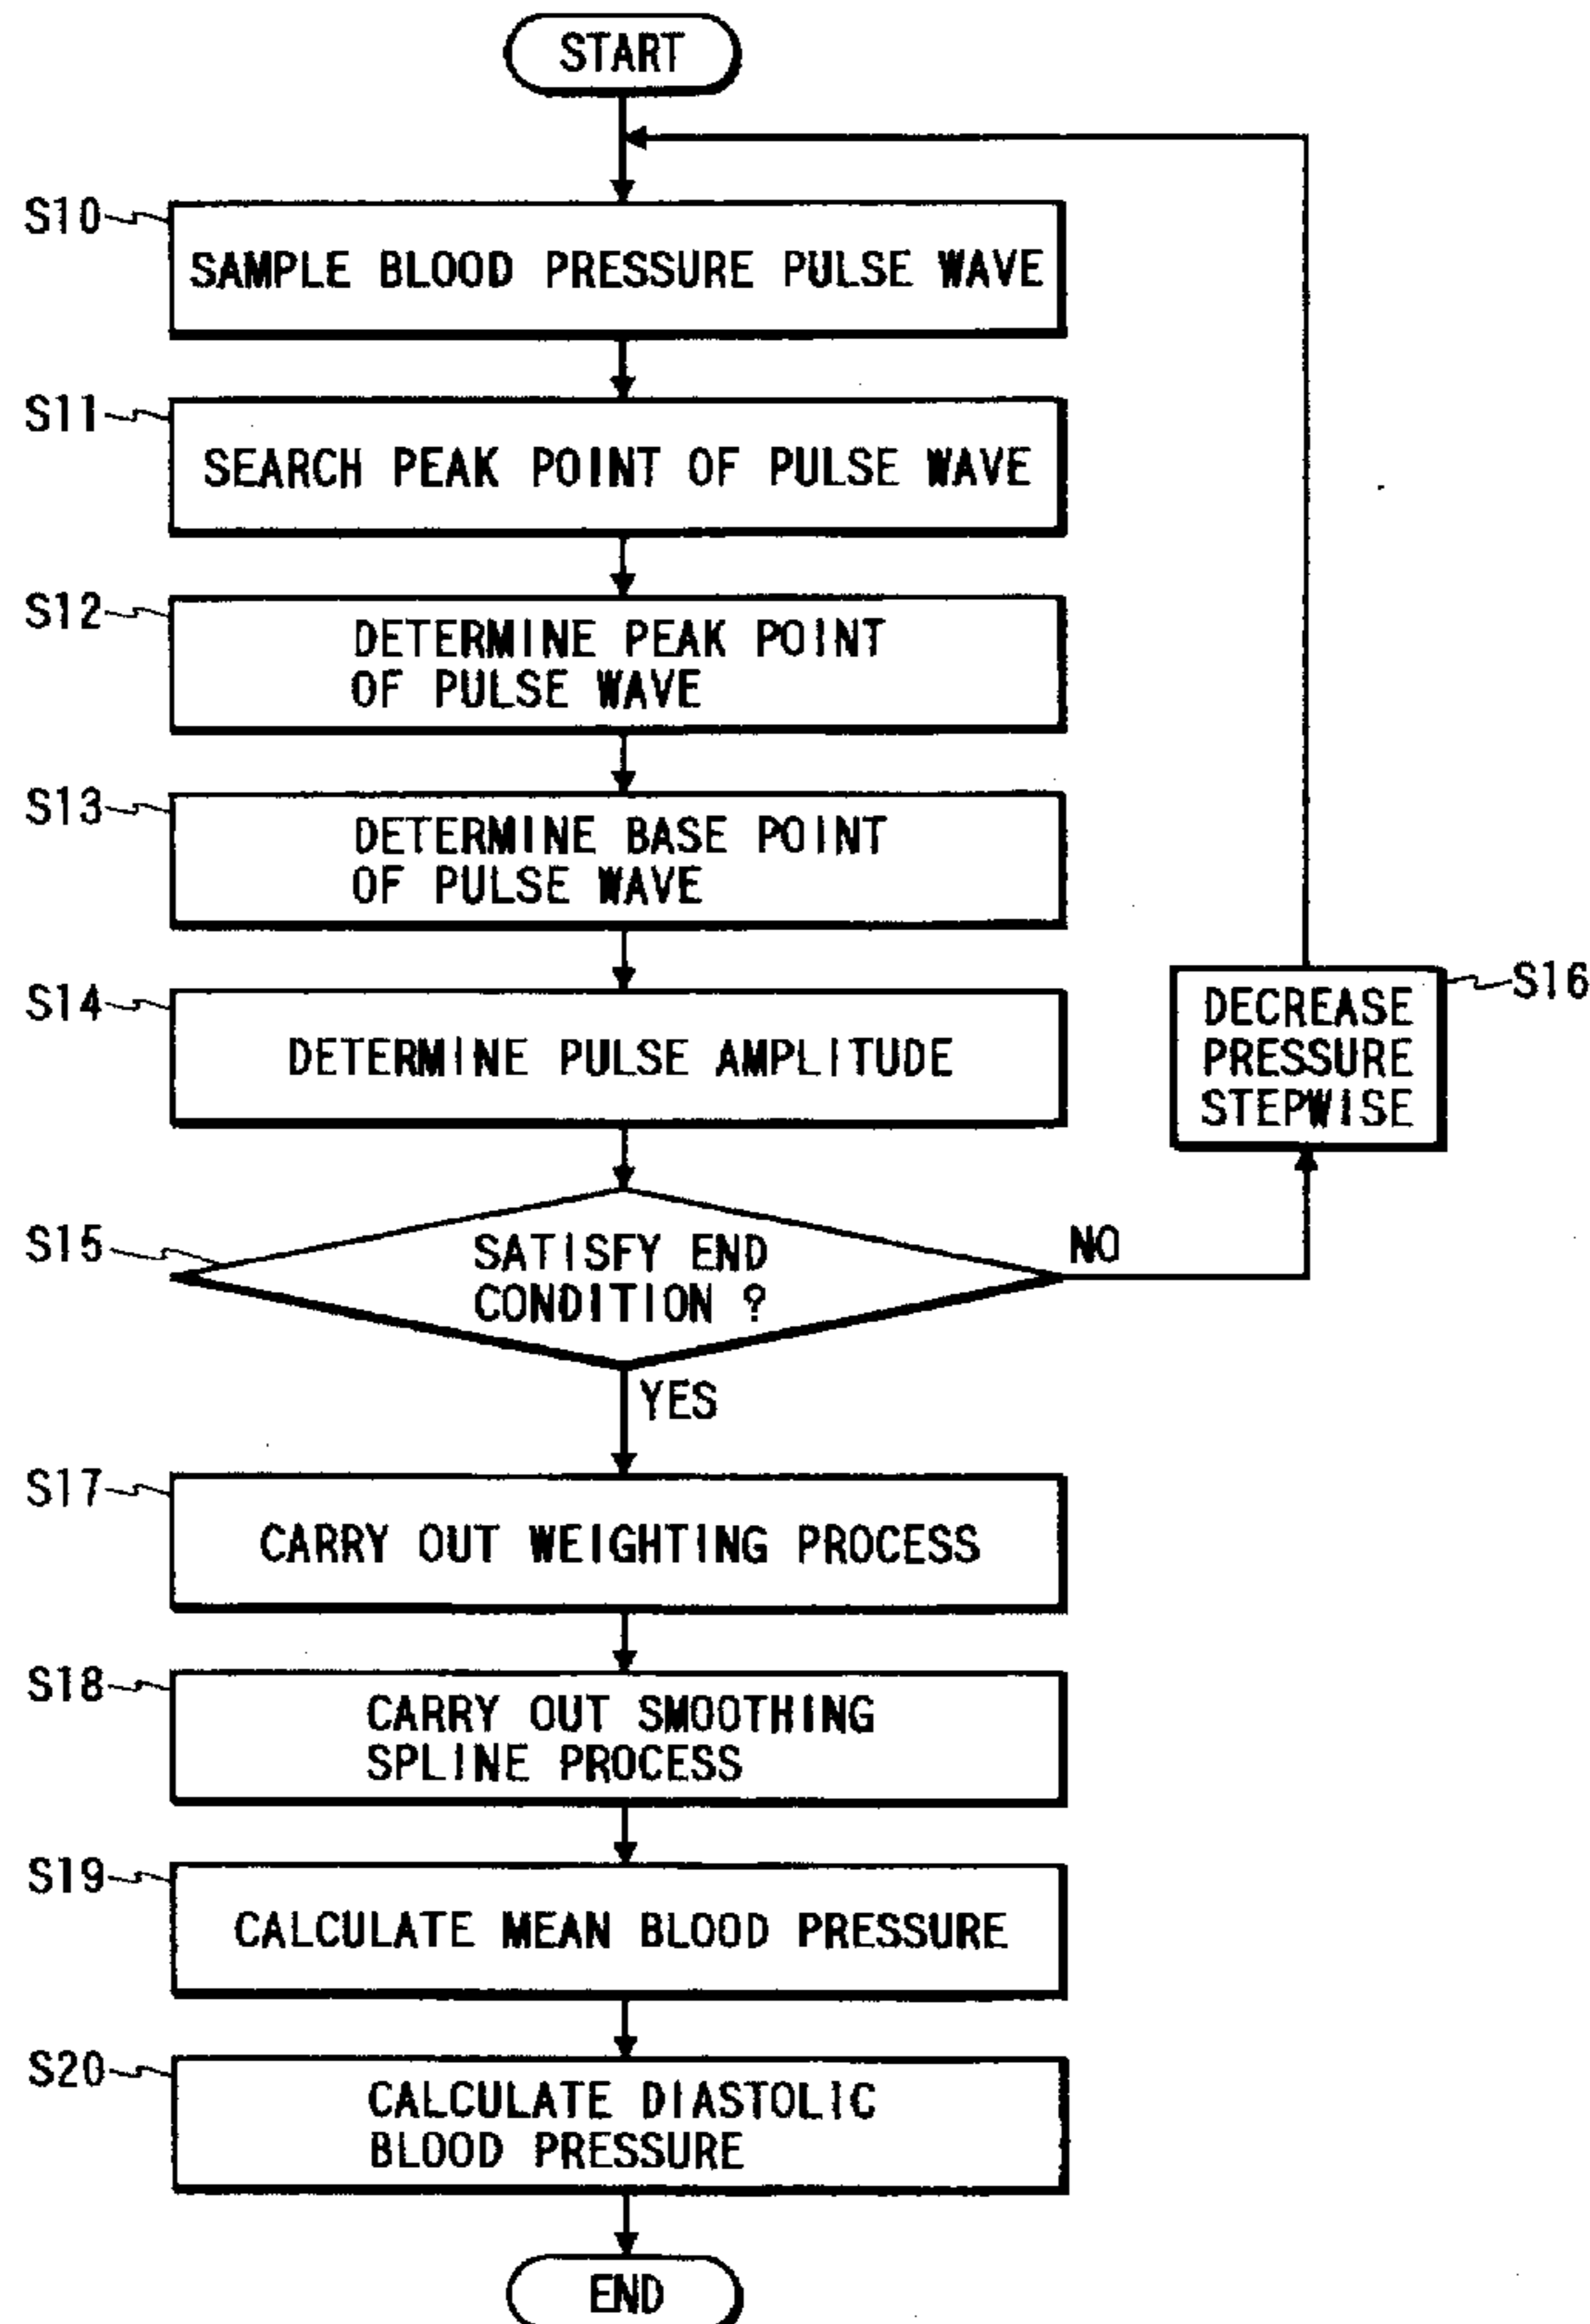 START
S10
SAMPLE BLOOD PRESSURE PULSE WAVE
S11
SEARCH PEAK POINT OF PULSE WAVE
S12
DETERMINE PEAK POINT
OF PULSE WAVE
S13
DETERMINE BASE POINT
OF PULSE WAVE
S14
DETERMINE PULSE AMPLITUDE
S16
DECREASE
PRESSURE
STEPWISE
S15
SATISFY END
CONDITION ?
NO
YES
S17
CARRY OUT WEIGHTING PROCESS
S18
CARRY OUT SMOOTHING
SPLINE PROCESS
S19
CALCULATE MEAN BLOOD PRESSURE
S20
CALCULATE DIASTOLIC
BLOOD PRESSURE
END